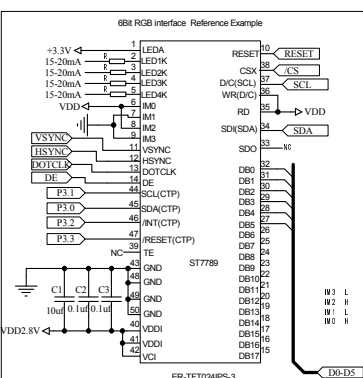 6Bit RGB interface Reference Example
+3.3V 1 LEDA
15-20mA R 2 LED1K
15-20mA R 3 LED2K
15-20mA R 4 LED3K
15-20mA R 5 LED4K
VDD 6 IM0
7 IM1
8 IM2
9 IM3
VSYNC 11 VSYNC
HSYNC 12 HSYNC
DOTCLK 13 DOTCLK
DE 14 DE
P3.1 44 SCL(CTP)
P3.0 45 SDA(CTP)
P3.2 46 /INT(CTP)
P3.3 47 /RESET(CTP)
NC 39 TE
43 GND
48 GND
49 GND
50 GND
C1 C2 C3
10uf 0.1uf 0.1uf
VDD2.8V 40 VDDI
41 VDDI
42 VCI
ST7789
RESET 10 RESET
CSX 38 /CS
D/C(SCL) 37 SCL
WR(D/C) 36
RD 35 VDD
SDI(SDA) 34 SDA
SDO 33 NC
DB0 32
DB1 31
DB2 30
DB3 29
DB4 28
DB5 27
DB6 26
DB7 25
DB8 24
DB9 23
DB10 22
DB11 21
DB12 20
DB13 19
DB14 18
DB15 17
DB16 16
DB17 15
IM3 L
IM2 H
IM1 L
IM0 H
D0-D5
ER-TFT024IPS-3